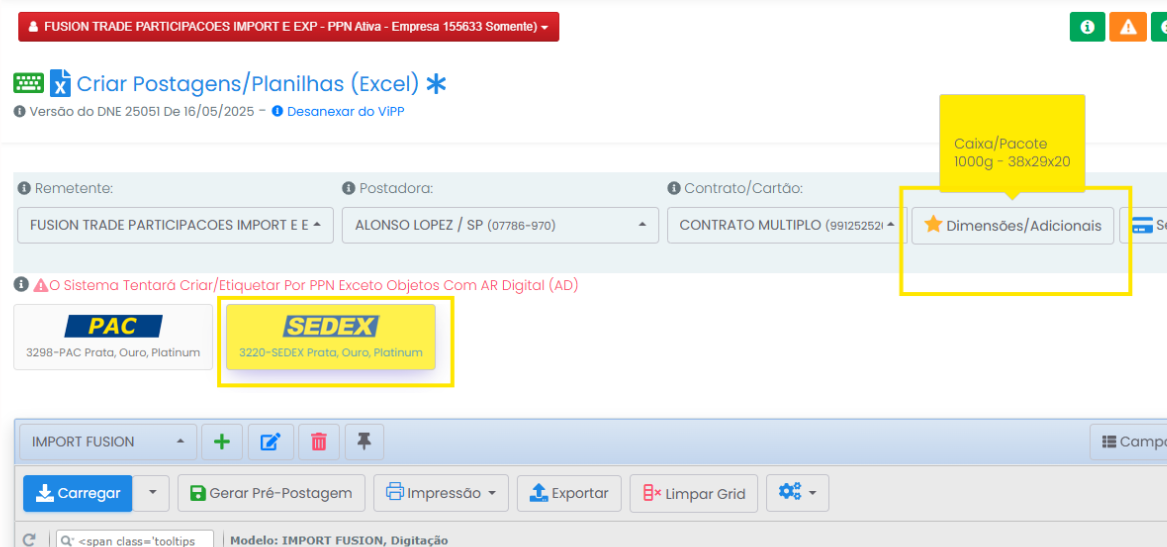 FUSION TRADE PARTICIPACOES IMPORT E EXP - PPN Ativa - Empresa 155633 Somente)
Criar Postagens/Planilhas (Excel)
Versão do DNE 25051 De 16/05/2025 - Desanexar do ViPP
Caixa/Pacote
1000g - 38x29x20
Remetente: Postadora: Contrato/Cartão:
FUSION TRADE PARTICIPACOES IMPORT E E ALONSO LOPEZ / SP (07786-970) CONTRATO MULTIPLO (991252520 Dimensões/Adicionais Se
O Sistema Tentará Criar/Etiquetar Por PPN Exceto Objetos Com AR Digital (AD)
PAC SEDEX
3298-PAC Prata, Ouro, Platinum 3220-SEDEX Prata, Ouro, Platinum
IMPORT FUSION Campo
Carregar Gerar Pré-Postagem Impressão Exportar Limpar Grid
<span class='tooltips Modelo: IMPORT FUSION, Digitação